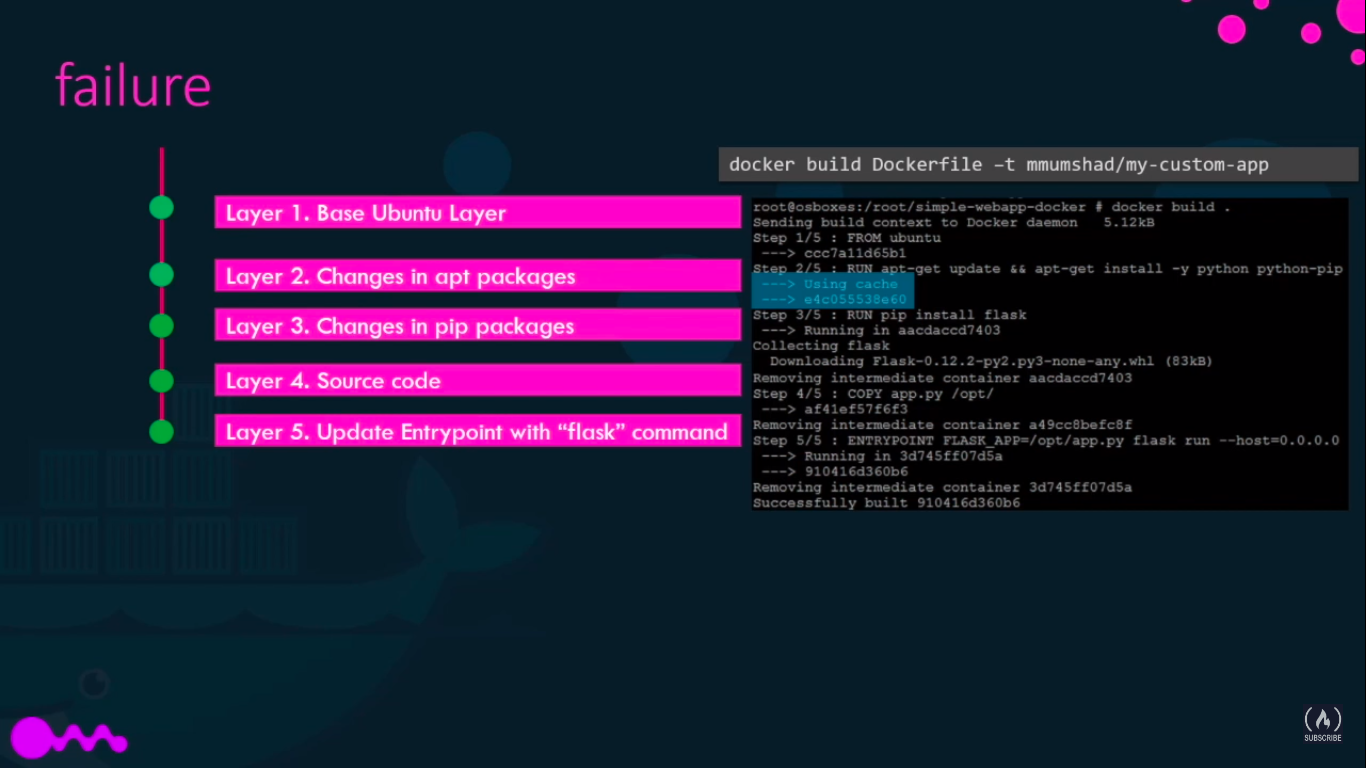 failure
docker build Dockerfile –t mmumshad/my-custom-app
Layer 1. Base Ubuntu Layer
Layer 2. Changes in apt packages
Layer 3. Changes in pip packages
Layer 4. Source code
Layer 5. Update Entrypoint with “flask” command
root@osboxes:/root/simple-webapp-docker # docker build .
Sending build context to Docker daemon 5.12kB
Step 1/5 : FROM ubuntu
---> ccc7a11d65b1
Step 2/5 : RUN apt-get update && apt-get install -y python python-pip
---> Using cache
---> e4c055538e60
Step 3/5 : RUN pip install flask
---> Running in aacdaccd7403
Collecting flask
Downloading Flask-0.12.2-py2.py3-none-any.whl (83kB)
Removing intermediate container aacdaccd7403
Step 4/5 : COPY app.py /opt/
---> af41ef57f6f3
Removing intermediate container a49cc8befc8f
Step 5/5 : ENTRYPOINT FLASK_APP=/opt/app.py flask run --host=0.0.0.0
---> Running in 3d745ff07d5a
---> 910416d360b6
Removing intermediate container 3d745ff07d5a
Successfully built 910416d360b6
SUBSCRIBE